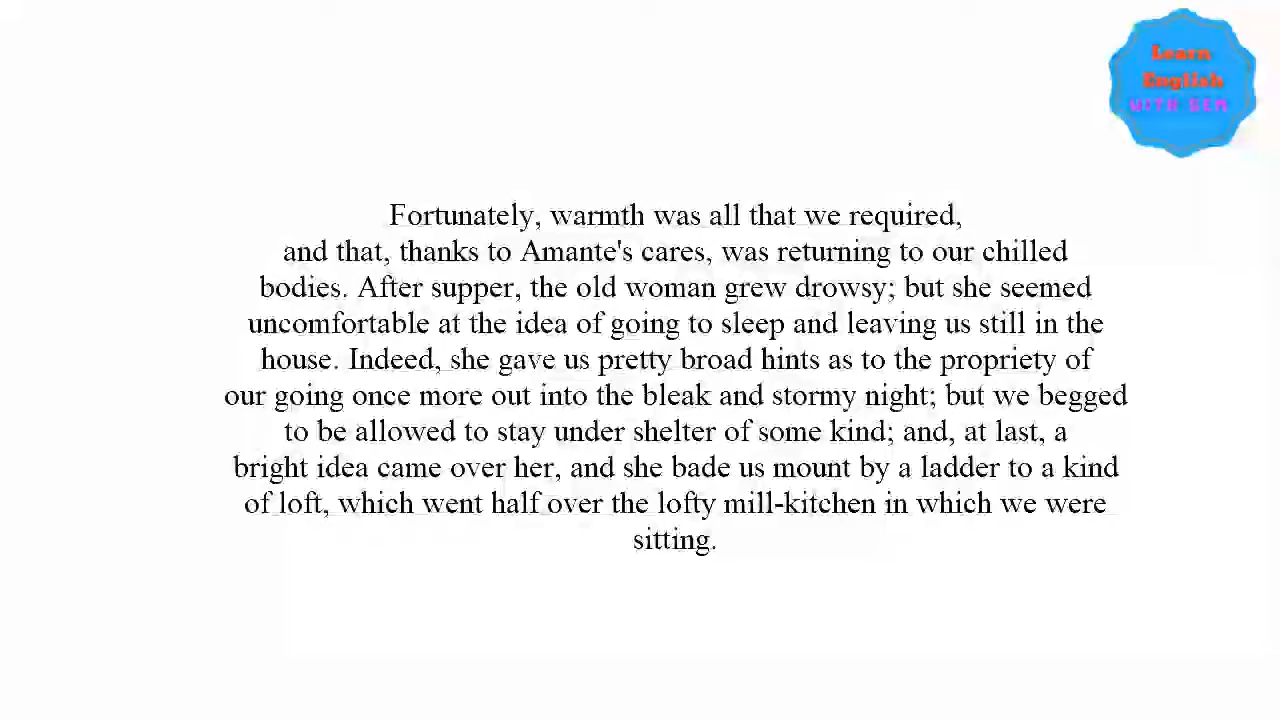 Learn
English
WITH GEM
Fortunately, warmth was all that we required,
and that, thanks to Amante's cares, was returning to our chilled
bodies. After supper, the old woman grew drowsy; but she seemed
uncomfortable at the idea of going to sleep and leaving us still in the
house. Indeed, she gave us pretty broad hints as to the propriety of
our going once more out into the bleak and stormy night; but we begged
to be allowed to stay under shelter of some kind; and, at last, a
bright idea came over her, and she bade us mount by a ladder to a kind
of loft, which went half over the lofty mill-kitchen in which we were
sitting.